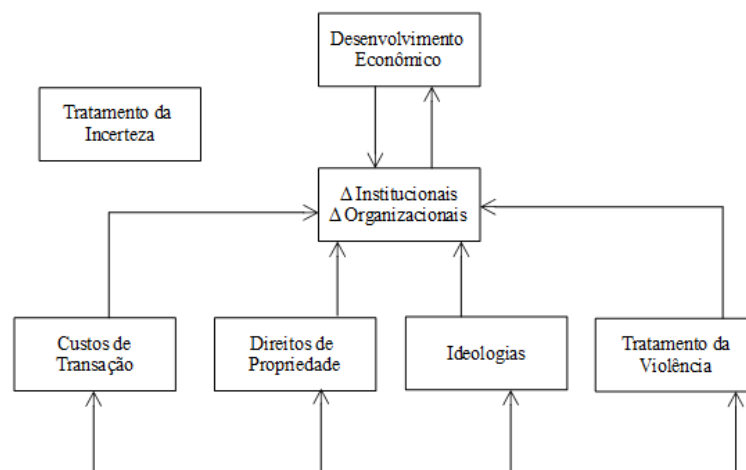 Desenvolvimento
Econômico
Tratamento da
Incerteza
Δ Institucionais
Δ Organizacionais
Custos de
Transação
Direitos de
Propriedade
Ideologias
Tratamento da
Violência